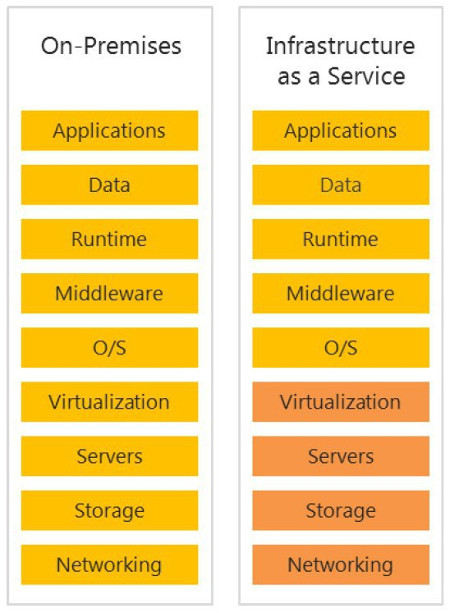 On-Premises
Applications
Data
Runtime
Middleware
O/S
Virtualization
Servers
Storage
Networking
Infrastructure
as a Service
Applications
Data
Runtime
Middleware
O/S
Virtualization
Servers
Storage
Networking